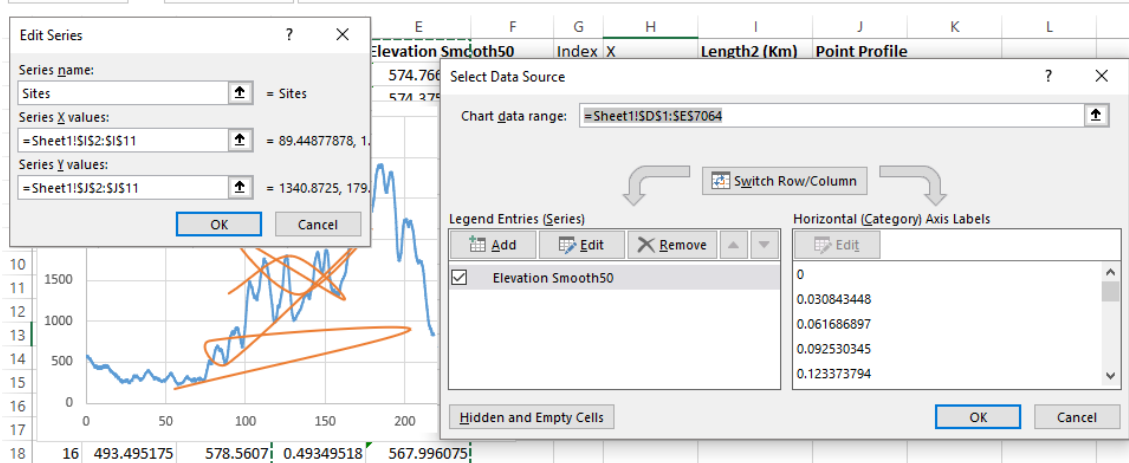 E F G H I J K L
Elevation Smooth50 Index X Length2 (Km) Point Profile
574.766
574.375
Edit Series ? ×
Series name:
Sites = Sites
Series X values:
=Sheet1!$I$2:$I$11 = 89.44877878, 1.
Series Y values:
=Sheet1!$J$2:$J$11 = 1340.8725, 179.
OK Cancel
Select Data Source ? ×
Chart data range: =Sheet1!$D$1:$E$7064
Switch Row/Column
Legend Entries (Series) Horizontal (Category) Axis Labels
Add Edit Remove Edit
Elevation Smooth50
0
0.030843448
0.061686897
0.092530345
0.123373794
Hidden and Empty Cells OK Cancel
10
11
12
13
14
15
16
17
1500
1000
500
0
0 50 100 150 200
18 16 493.495175 578.5607 0.49349518 567.996075